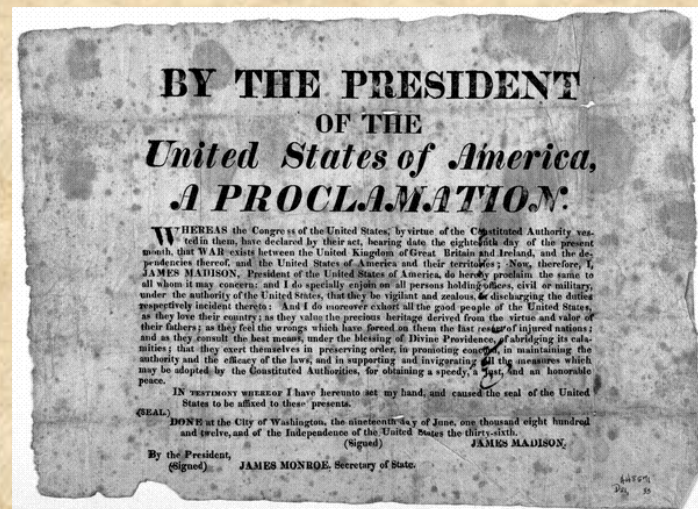 BY THE PRESIDENT
OF THE
United States of America,
A PROCLAMATION.
WHEREAS the Congress of the United States, by virtue of the Constituted Authority ves-
ted in them, have declared by their act, bearing date the eighteenth day of the present
month, that WAR exists between the United Kingdom of Great Britain and Ireland, and the de-
pendencies thereof, and the United States of America and their territories; Now, therefore, I,
JAMES MADISON, President of the United States of America, do hereby proclaim the same to
all whom it may concern: and I do specially enjoin on all persons holding offices, civil or military,
under the authority of the United States, that they be vigilant and zealous, discharging the duties
respectively incident thereto: And I do moreover exhort all the good people of the United States,
as they love their country; as they value the precious heritage derived from the virtue and valor of
their fathers; as they feel the wrongs which have forced on them the last resort of injured nations;
and as they consult the best means, under the blessing of Divine Providence, of abridging its cala-
mities; that they exert themselves in preserving order, in promoting concord, in maintaining the
authority and the efficacy of the laws, and in supporting and invigorating all the measures which
may be adopted by the Constituted Authorities, for obtaining a speedy, a just, and an honorable
peace.
IN TESTIMONY WHEREOF I have hereunto set my hand, and caused the seal of the United
States to be affixed to these presents.
(SEAL.)
DONE at the City of Washington, the nineteenth day of June, one thousand eight hundred
and twelve, and of the Independence of the United States the thirty-sixth.
(Signed) JAMES MADISON.
By the President,
(Signed) JAMES MONROE, Secretary of State.